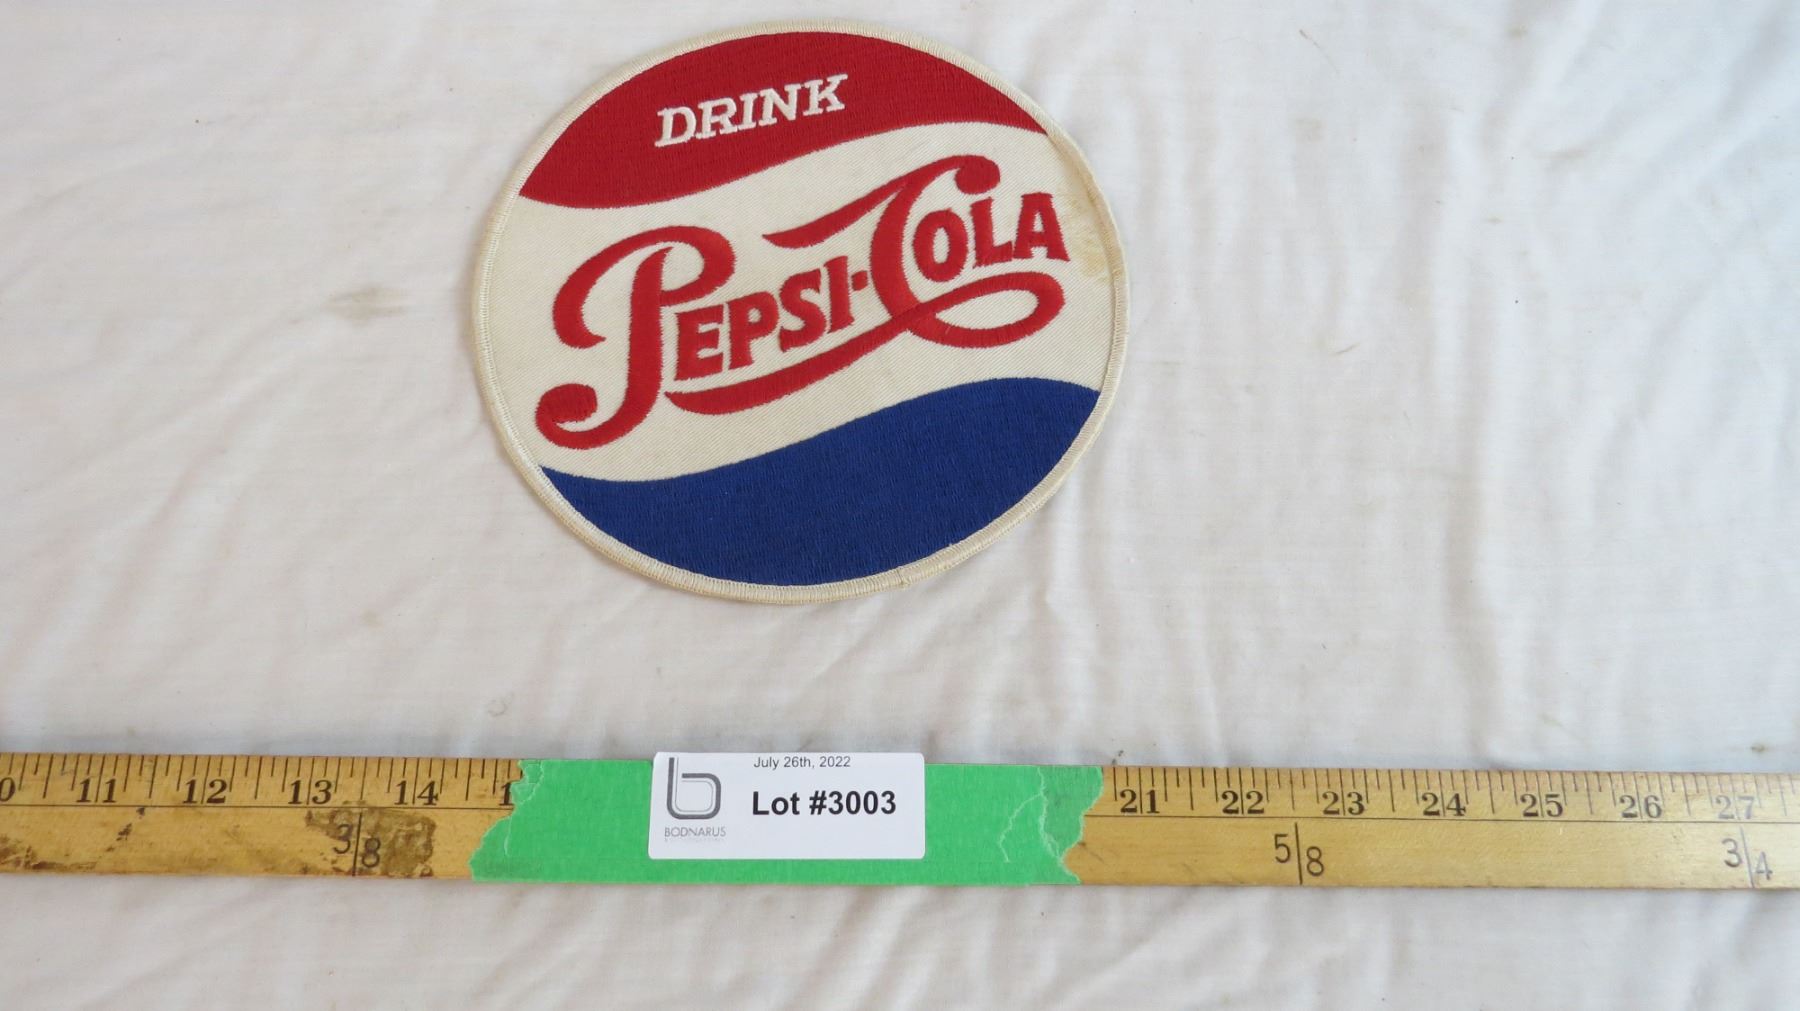 DRINK
PEPSI-COLA
July 26th, 2022
Lot #3003
BODNARUS
11 12 13 14 21 22 23 24 25 26 27
3/8 5/8 3/4